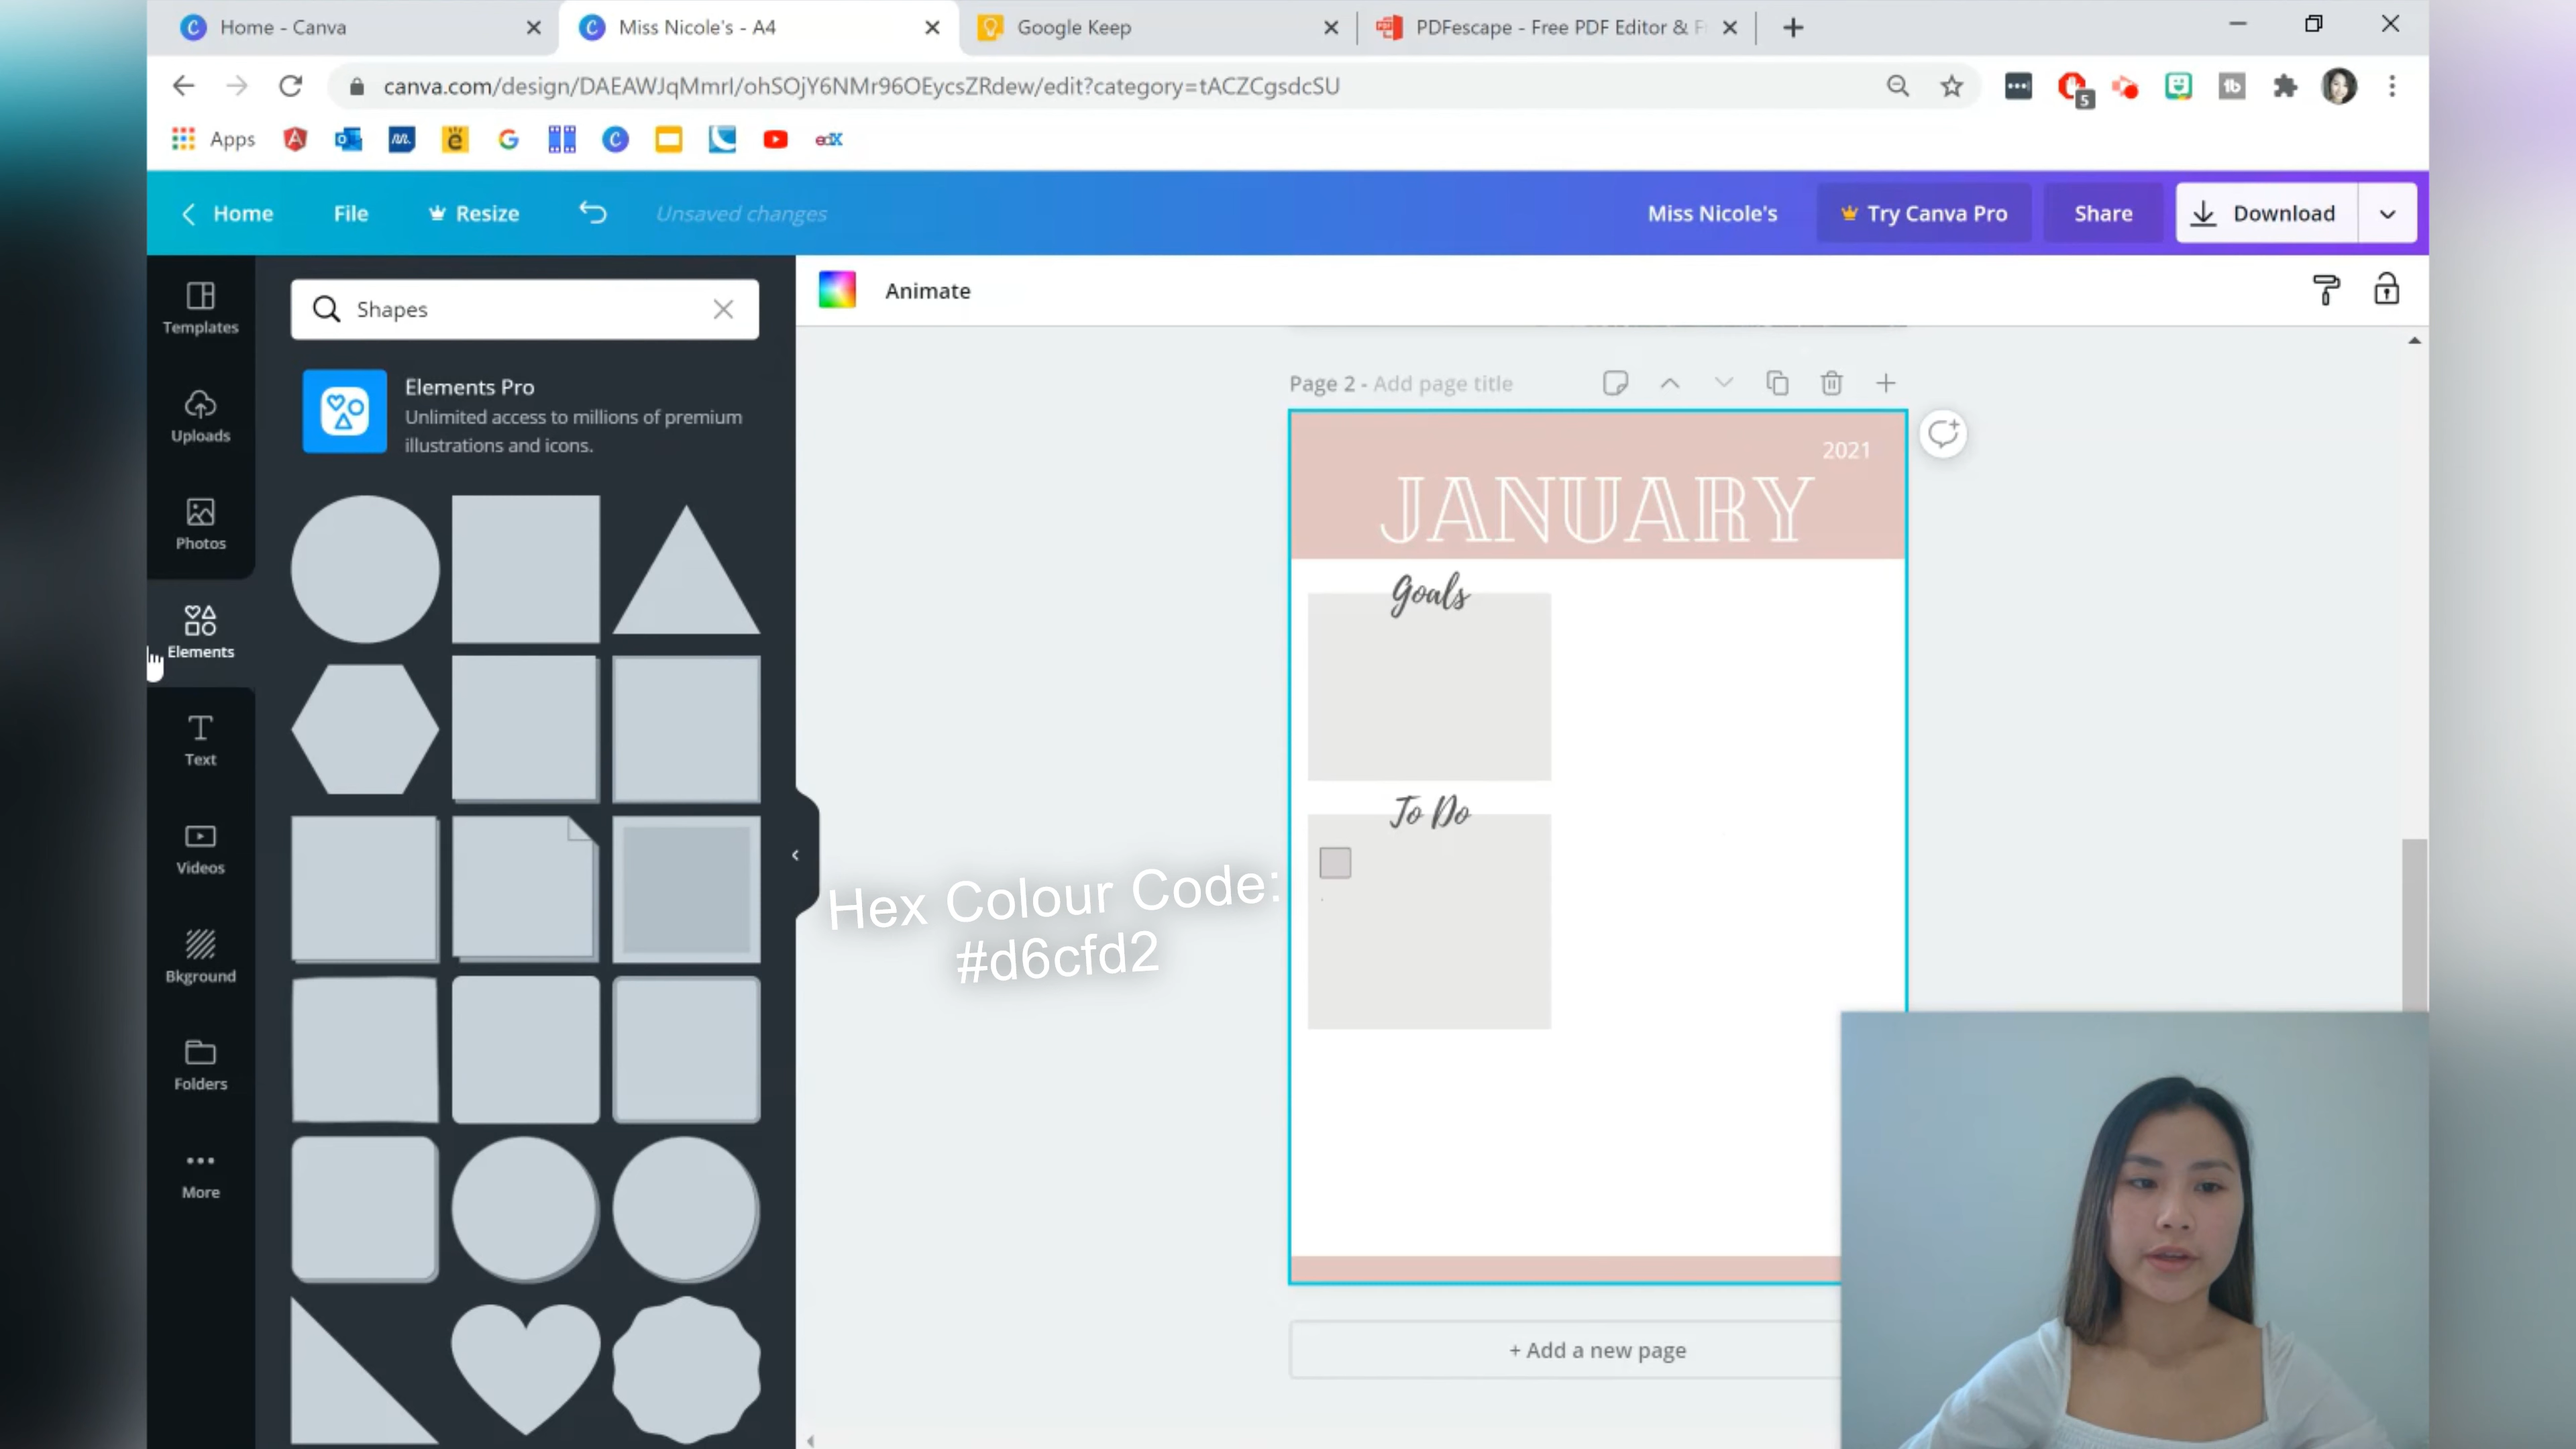 Home - Canva
Miss Nicole's - A4
Google Keep
PDFescape - Free PDF Editor & F
canva.com/design/DAEAWJqMmrI/ohSOjY6NMr96OEycsZRdew/edit?category=tACZCgsdcSU
5
Apps
edX
Home
File
Resize
Unsaved changes
Miss Nicole's
Try Canva Pro
Share
Download
Templates
Uploads
Photos
Elements
Text
Videos
Bkground
Folders
More
Shapes
Elements Pro
Unlimited access to millions of premium
illustrations and icons.
Animate
Page 2 - Add page title
2021
JANUARY
Goals
To Do
Hex Colour Code:
#d6cfd2
+ Add a new page